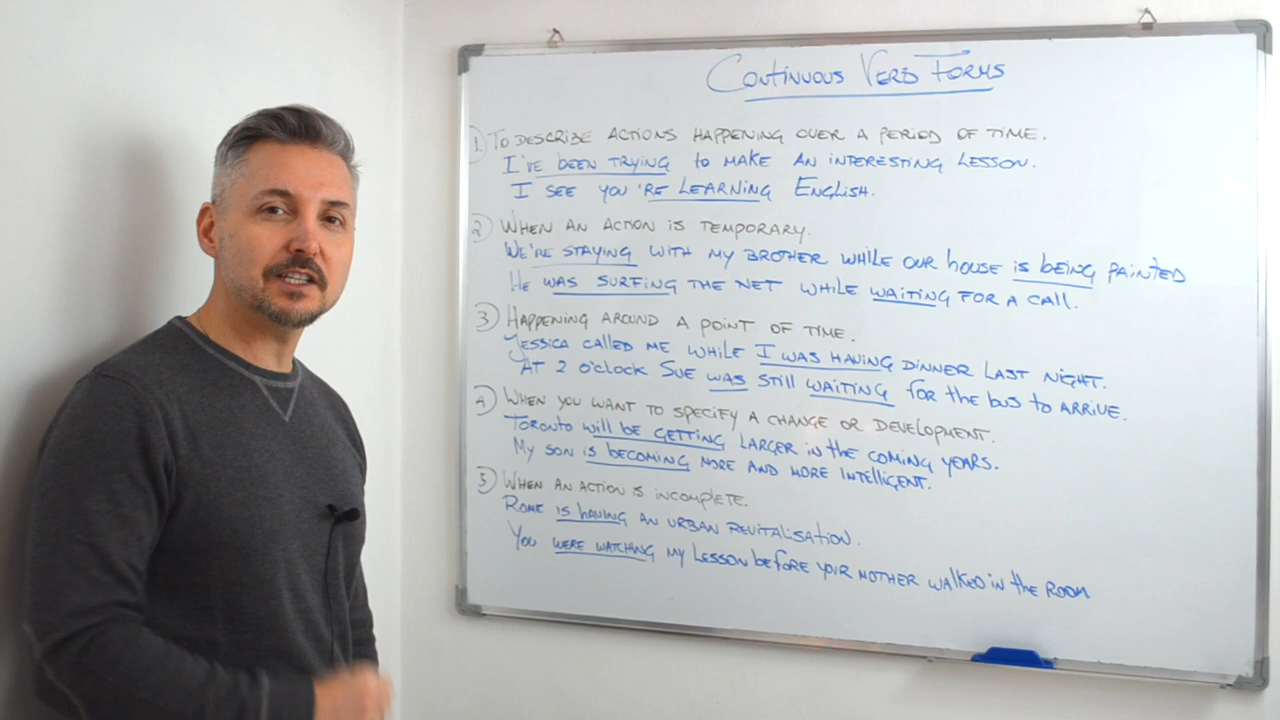 Continuous Verb Forms
1) To describe actions happening over a period of time.
I've been trying to make an interesting lesson.
I see you're learning English.
2) When an action is temporary.
We're staying with my brother while our house is being painted
He was surfing the net while waiting for a call.
3) Happening around a point of time.
Jessica called me while I was having dinner last night.
At 2 o'clock Sue was still waiting for the bus to arrive.
4) When you want to specify a change or development.
Toronto will be getting larger in the coming years.
My son is becoming more and more intelligent.
5) When an action is incomplete.
Rome is having an urban revitalisation.
You were watching my lesson before your mother walked in the room